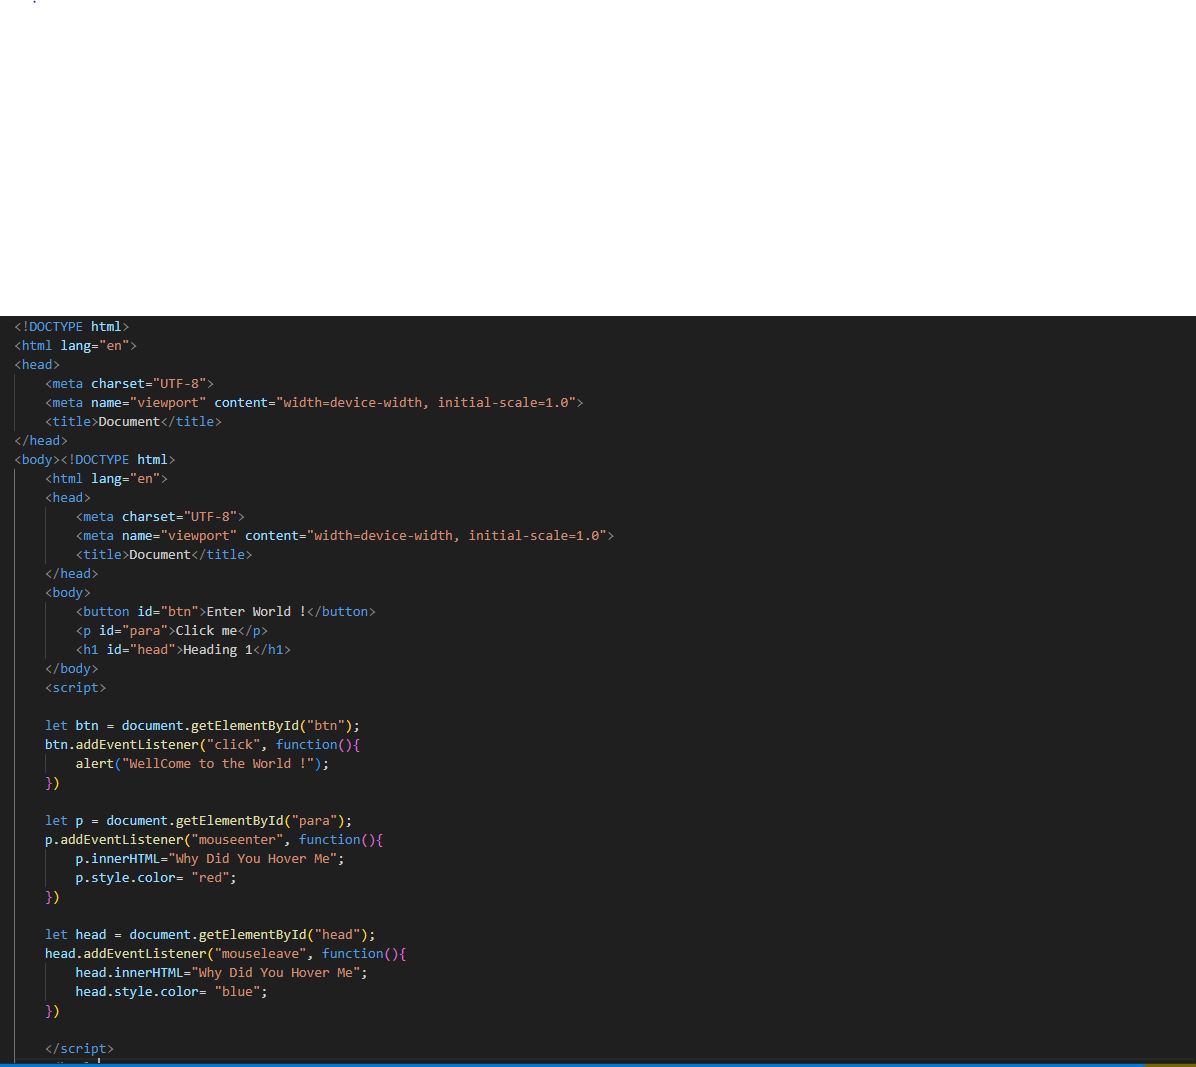 <!DOCTYPE html>
<html lang="en">
<head>
    <meta charset="UTF-8">
    <meta name="viewport" content="width=device-width, initial-scale=1.0">
    <title>Document</title>
</head>
<body><!DOCTYPE html>
    <html lang="en">
    <head>
        <meta charset="UTF-8">
        <meta name="viewport" content="width=device-width, initial-scale=1.0">
        <title>Document</title>
    </head>
    <body>
        <button id="btn">Enter World !</button>
        <p id="para">Click me</p>
        <h1 id="head">Heading 1</h1>
    </body>
    <script>

    let btn = document.getElementById("btn");
    btn.addEventListener("click", function(){
        alert("WellCome to the World !");
    })

    let p = document.getElementById("para");
    p.addEventListener("mouseenter", function(){
        p.innerHTML="Why Did You Hover Me";
        p.style.color= "red";
    })

    let head = document.getElementById("head");
    head.addEventListener("mouseleave", function(){
        head.innerHTML="Why Did You Hover Me";
        head.style.color= "blue";
    })

    </script>